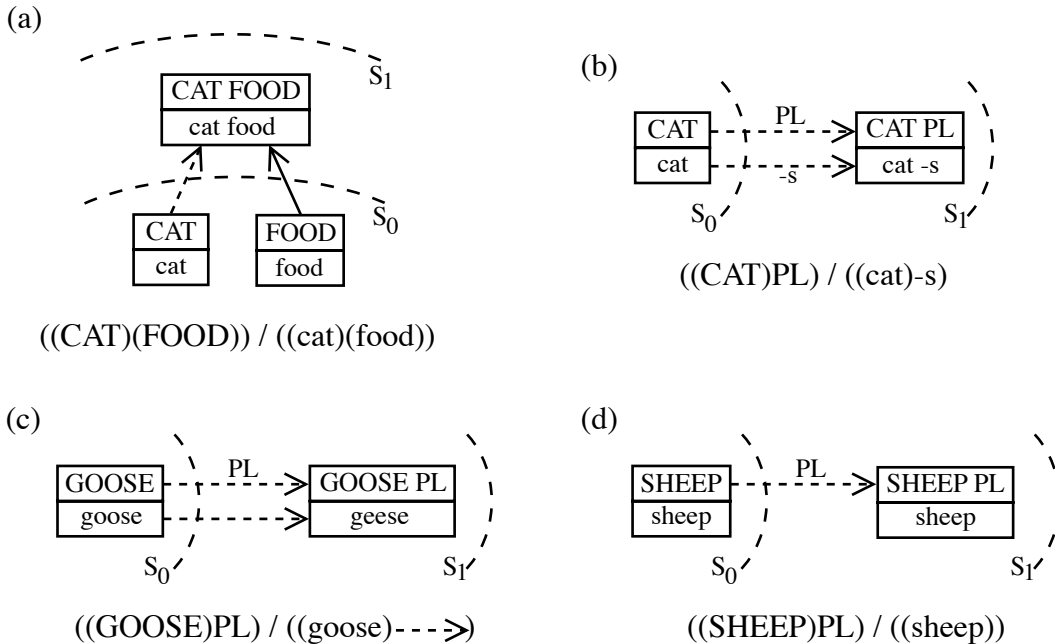 (a)
S1
CAT FOOD
cat food
S0
CAT
cat
FOOD
food
((CAT)(FOOD)) / ((cat)(food))
(b)
CAT
cat
PL
-s
CAT PL
cat -s
S0
S1
((CAT)PL) / ((cat)-s)
(c)
GOOSE
goose
PL
GOOSE PL
geese
S0
S1
((GOOSE)PL) / ((goose)---->)
(d)
SHEEP
sheep
PL
SHEEP PL
sheep
S0
S1
((SHEEP)PL) / ((sheep))